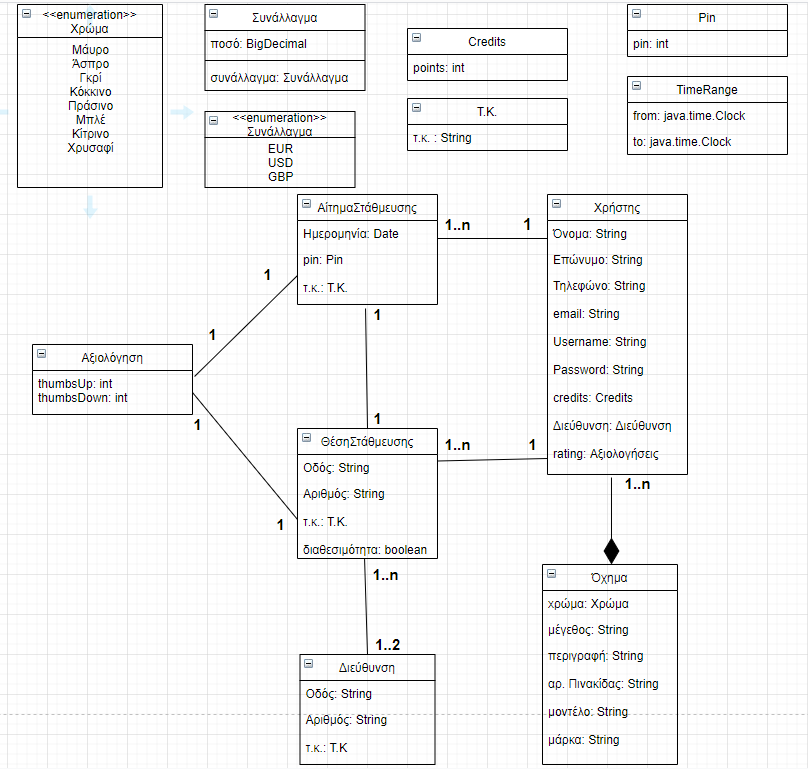 <<enumeration>>
Χρώμα
Μάυρο
Άσπρο
Γκρί
Κόκκινο
Πράσινο
Μπλέ
Κίτρινο
Χρυσαφί
Συνάλλαγμα
ποσό: BigDecimal
συνάλλαγμα: Συνάλλαγμα
<<enumeration>>
Συνάλλαγμα
EUR
USD
GBP
Credits
points: int
Τ.Κ.
τ.κ. : String
Pin
pin: int
TimeRange
from: java.time.Clock
to: java.time.Clock
ΑίτημαΣτάθμευσης
Ημερομηνία: Date
pin: Pin
τ.κ.: Τ.Κ.
1..n
1
Χρήστης
Όνομα: String
Επώνυμο: String
Τηλεφώνο: String
email: String
Username: String
Password: String
credits: Credits
Διεύθυνση: Διεύθυνση
rating: Αξιολογήσεις
1
1
Αξιολόγηση
thumbsUp: int
thumbsDown: int
1
1
1
1
ΘέσηΣτάθμευσης
Οδός: String
Αριθμός: String
τ.κ.: Τ.Κ.
διαθεσιμότητα: boolean
1..n
1
1..n
1..n
1..2
Διεύθυνση
Οδός: String
Αριθμός: String
τ.κ.: Τ.Κ
Όχημα
χρώμα: Χρώμα
μέγεθος: String
περιγραφή: String
αρ. Πινακίδας: String
μοντέλο: String
μάρκα: String